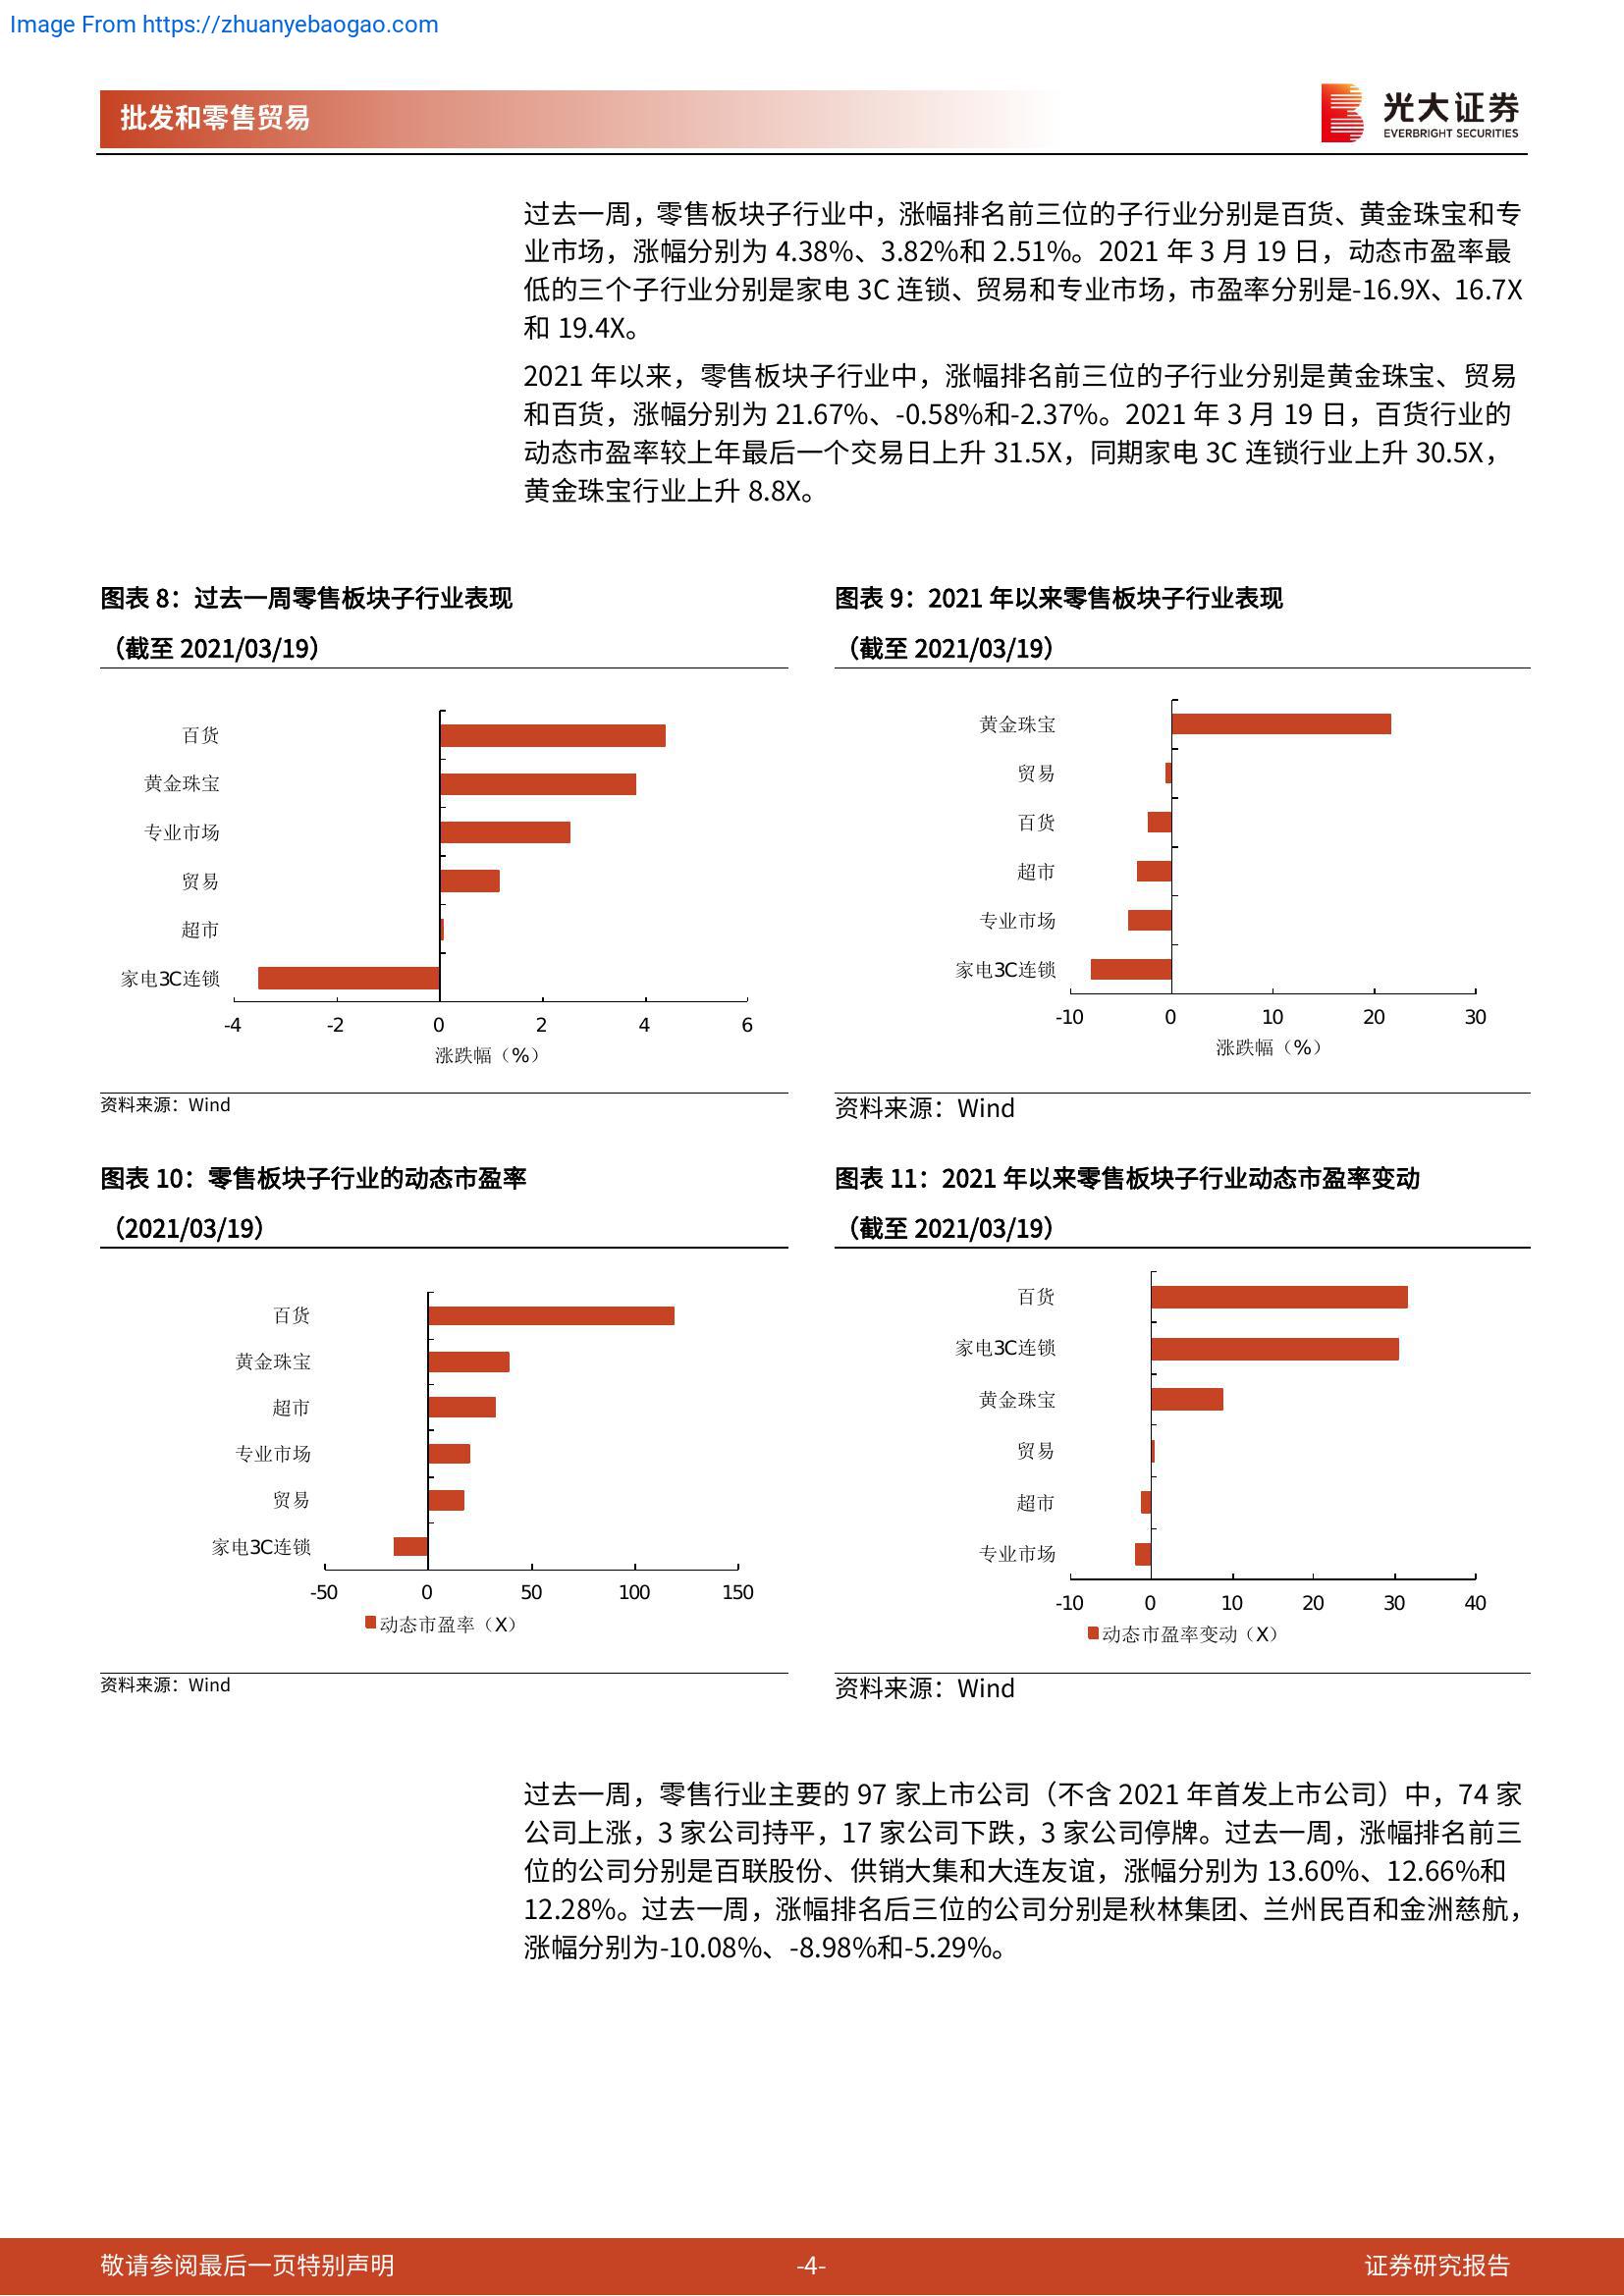 Image From https://zhuanyebaogao.com
批发和零售贸易
光大证券
EVERBRIGHT SECURITIES
过去一周，零售板块子行业中，涨幅排名前三位的子行业分别是百货、黄金珠宝和专
业市场，涨幅分别为 4.38%、3.82%和 2.51%。2021 年 3 月 19 日，动态市盈率最
低的三个子行业分别是家电 3C 连锁、贸易和专业市场，市盈率分别是-16.9X、16.7X
和 19.4X。
2021 年以来，零售板块子行业中，涨幅排名前三位的子行业分别是黄金珠宝、贸易
和百货，涨幅分别为 21.67%、-0.58%和-2.37%。2021 年 3 月 19 日，百货行业的
动态市盈率较上年最后一个交易日上升 31.5X，同期家电 3C 连锁行业上升 30.5X，
黄金珠宝行业上升 8.8X。
图表 8：过去一周零售板块子行业表现
（截至 2021/03/19）
百货
黄金珠宝
专业市场
贸易
超市
家电3C连锁
-4 -2 0 2 4 6
涨跌幅（%）
资料来源：Wind
图表 9：2021 年以来零售板块子行业表现
（截至 2021/03/19）
黄金珠宝
贸易
百货
超市
专业市场
家电3C连锁
-10 0 10 20 30
涨跌幅（%）
资料来源：Wind
图表 10：零售板块子行业的动态市盈率
（2021/03/19）
百货
黄金珠宝
超市
专业市场
贸易
家电3C连锁
-50 0 50 100 150
动态市盈率（X）
资料来源：Wind
图表 11：2021 年以来零售板块子行业动态市盈率变动
（截至 2021/03/19）
百货
家电3C连锁
黄金珠宝
贸易
超市
专业市场
-10 0 10 20 30 40
动态市盈率变动（X）
资料来源：Wind
过去一周，零售行业主要的 97 家上市公司（不含 2021 年首发上市公司）中，74 家
公司上涨，3 家公司持平，17 家公司下跌，3 家公司停牌。过去一周，涨幅排名前三
位的公司分别是百联股份、供销大集和大连友谊，涨幅分别为 13.60%、12.66%和
12.28%。过去一周，涨幅排名后三位的公司分别是秋林集团、兰州民百和金洲慈航，
涨幅分别为-10.08%、-8.98%和-5.29%。
敬请参阅最后一页特别声明
-4-
证券研究报告